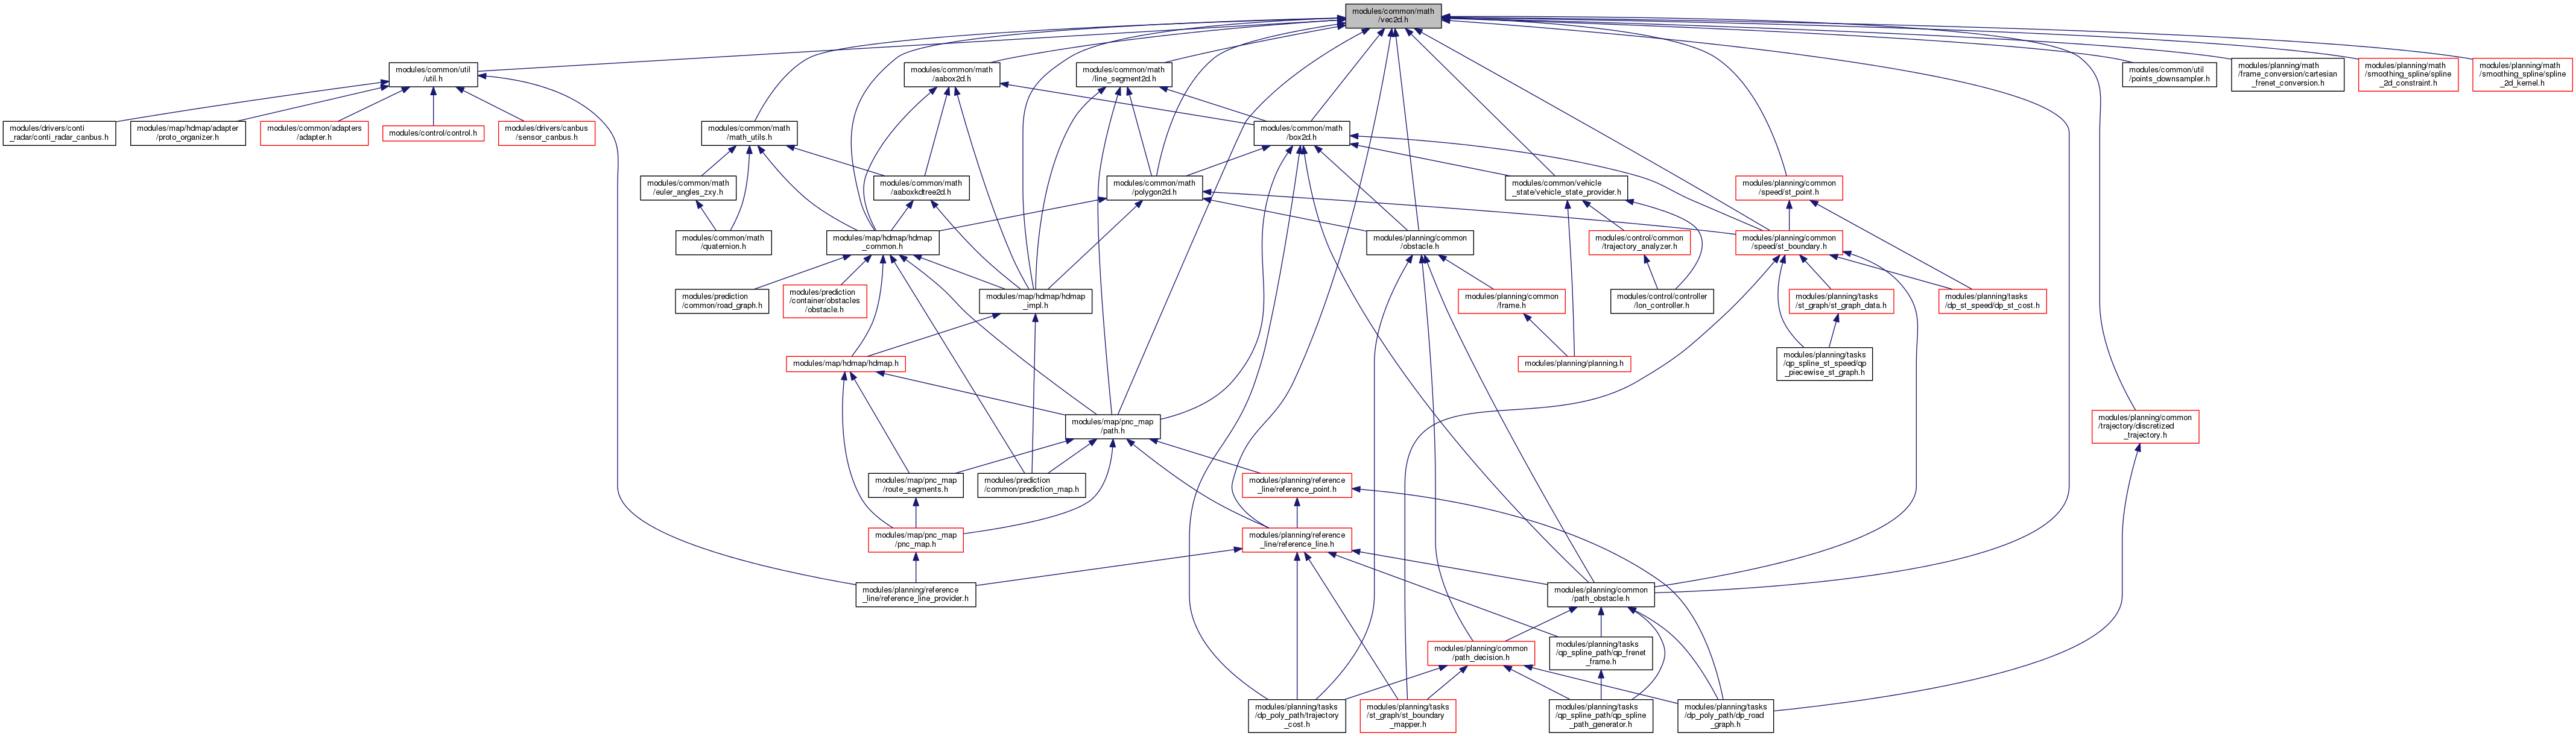 modules/common/math
/vec2d.h
modules/common/util
/util.h
modules/common/math
/aabox2d.h
modules/common/math
/line_segment2d.h
modules/common/util
/points_downsampler.h
modules/planning/math
/frame_conversion/cartesian
_frenet_conversion.h
modules/planning/math
/smoothing_spline/spline
_2d_constraint.h
modules/planning/math
/smoothing_spline/spline
_2d_kernel.h
modules/drivers/conti
_radar/conti_radar_canbus.h
modules/map/hdmap/adapter
/proto_organizer.h
modules/common/adapters
/adapter.h
modules/control/control.h
modules/drivers/canbus
/sensor_canbus.h
modules/common/math
/math_utils.h
modules/common/math
/box2d.h
modules/common/math
/euler_angles_zxy.h
modules/common/math
/aaboxkdtree2d.h
modules/common/math
/polygon2d.h
modules/common/vehicle
_state/vehicle_state_provider.h
modules/planning/common
/speed/st_point.h
modules/common/math
/quaternion.h
modules/map/hdmap/hdmap
_common.h
modules/planning/common
/obstacle.h
modules/control/common
/trajectory_analyzer.h
modules/planning/common
/speed/st_boundary.h
modules/prediction
/common/road_graph.h
modules/prediction
/container/obstacles
/obstacle.h
modules/map/hdmap/hdmap
_impl.h
modules/planning/common
/frame.h
modules/control/controller
/lon_controller.h
modules/planning/tasks
/st_graph/st_graph_data.h
modules/planning/tasks
/dp_st_speed/dp_st_cost.h
modules/map/hdmap/hdmap.h
modules/planning/planning.h
modules/planning/tasks
/qp_spline_st_speed/qp
_piecewise_st_graph.h
modules/map/pnc_map
/path.h
modules/planning/common
/trajectory/discretized
_trajectory.h
modules/map/pnc_map
/route_segments.h
modules/prediction
/common/prediction_map.h
modules/planning/reference
_line/reference_point.h
modules/map/pnc_map
/pnc_map.h
modules/planning/reference
_line/reference_line.h
modules/planning/reference
_line/reference_line_provider.h
modules/planning/common
/path_obstacle.h
modules/planning/common
/path_decision.h
modules/planning/tasks
/qp_spline_path/qp_frenet
_frame.h
modules/planning/tasks
/dp_poly_path/trajectory
_cost.h
modules/planning/tasks
/st_graph/st_boundary
_mapper.h
modules/planning/tasks
/qp_spline_path/qp_spline
_path_generator.h
modules/planning/tasks
/dp_poly_path/dp_road
_graph.h